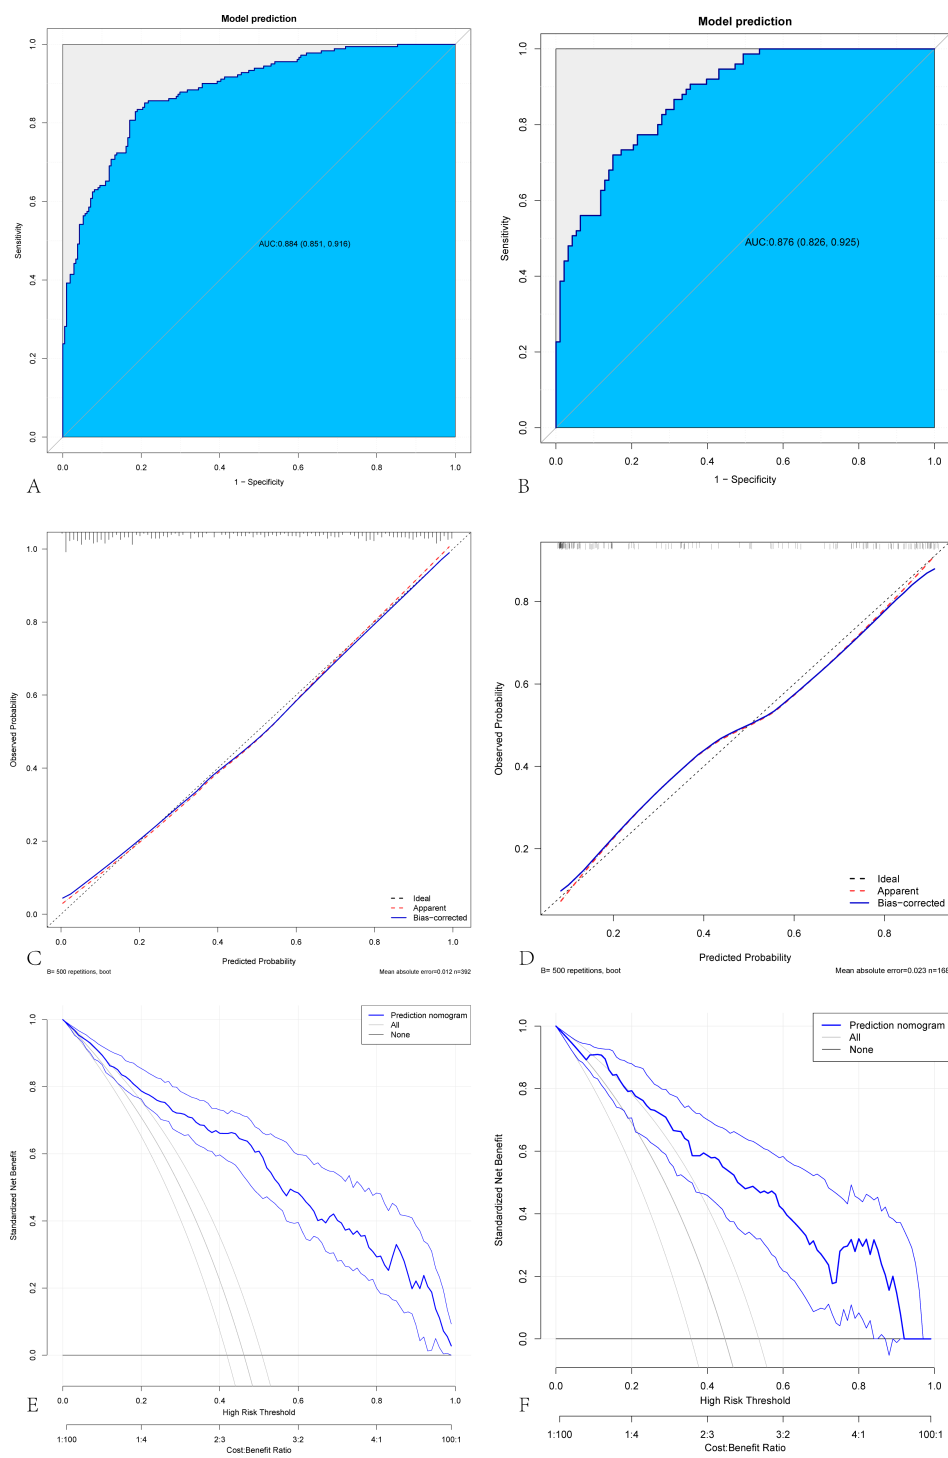 Model prediction
1.0
0.8
0.6
0.4
0.2
0.0
Sensitivity
AUC:0.884 (0.851, 0.916)
0.0 0.2 0.4 0.6 0.8 1.0
1 − Specificity
A
Model prediction
1.0
0.8
0.6
0.4
0.2
0.0
Sensitivity
AUC:0.876 (0.826, 0.925)
0.0 0.2 0.4 0.6 0.8 1.0
1 − Specificity
B
1.0
0.8
0.6
0.4
0.2
0.0
Observed Probability
Ideal
Apparent
Bias−corrected
0.0 0.2 0.4 0.6 0.8 1.0
Predicted Probability
C
B= 500 repetitions, boot
Mean absolute error=0.012 n=392
0.8
0.6
0.4
0.2
Observed Probability
Ideal
Apparent
Bias−corrected
0.2 0.4 0.6 0.8
Predicted Probability
D
B= 500 repetitions, boot
Mean absolute error=0.023 n=168
Prediction nomogram
All
None
1.0
0.8
0.6
0.4
0.2
0.0
Standardized Net Benefit
0.0 0.2 0.4 0.6 0.8 1.0
High Risk Threshold
E
1:100 1:4 2:3 3:2 4:1 100:1
Cost:Benefit Ratio
Prediction nomogram
All
None
1.0
0.8
0.6
0.4
0.2
0.0
Standardized Net Benefit
0.0 0.2 0.4 0.6 0.8 1.0
High Risk Threshold
F
1:100 1:4 2:3 3:2 4:1 100:1
Cost:Benefit Ratio